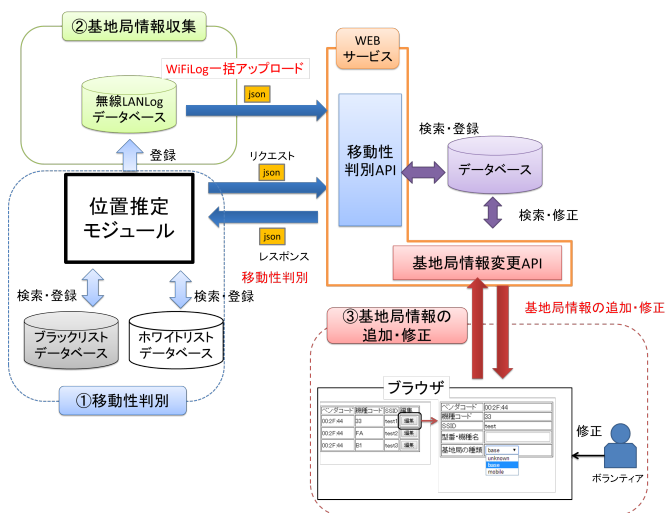 ②基地局情報収集
WiFiLog一括アップロード
json
無線LANLog
データベース
登録
WEB
サービス
移動性
判別API
検索・登録
データベース
検索・修正
リクエスト
json
位置推定
モジュール
json
レスポンス
移動性判別
基地局情報変更API
検索・登録
検索・登録
ブラックリスト
データベース
ホワイトリスト
データベース
①移動性判別
基地局情報の追加・修正
③基地局情報の
追加・修正
ブラウザ
ベンダコード 機種コード SSID 編集
00:2F:44 33 test1 編集
00:2F:44 FA test2 編集
00:2F:44 B1 test3 編集
ベンダコード 00:2F:44
機種コード 33
SSID test
型番・機種名
基地局の種類 base
unknown
base
mobile
修正
ボランティア